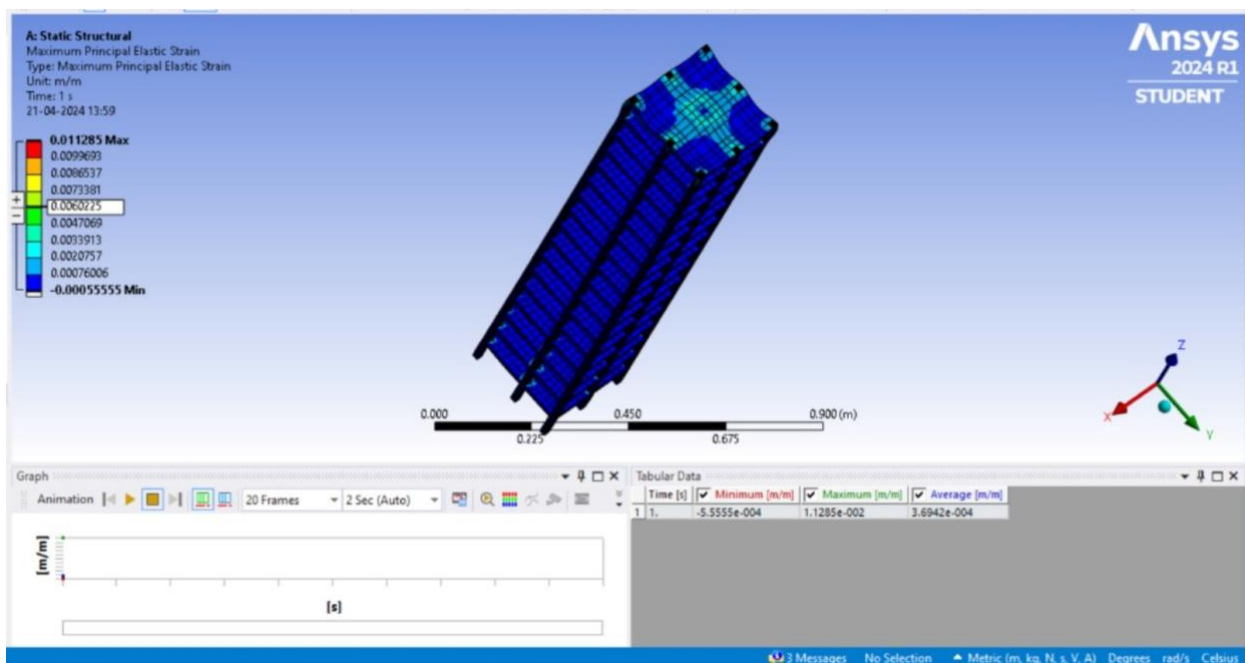 A: Static Structural
Maximum Principal Elastic Strain
Type: Maximum Principal Elastic Strain
Unit: m/m
Time: 1 s
21-04-2024 13:59
0.011285 Max
0.0099693
0.0086537
0.0073381
0.0060225
0.0047069
0.0033913
0.0020757
0.00076006
-0.00055555 Min
Ansys
2024 R1
STUDENT
Z
X
Y
0.000 0.450 0.900 (m)
0.225 0.675
Graph
Animation 20 Frames 2 Sec (Auto)
[m/m]
[s]
Tabular Data
Time [s] Minimum [m/m] Maximum [m/m] Average [m/m]
1 1. -5.5555e-004 1.1285e-002 3.6942e-004
3 Messages No Selection Metric (m, kg, N, s, V, A) Degrees rad/s Celsius